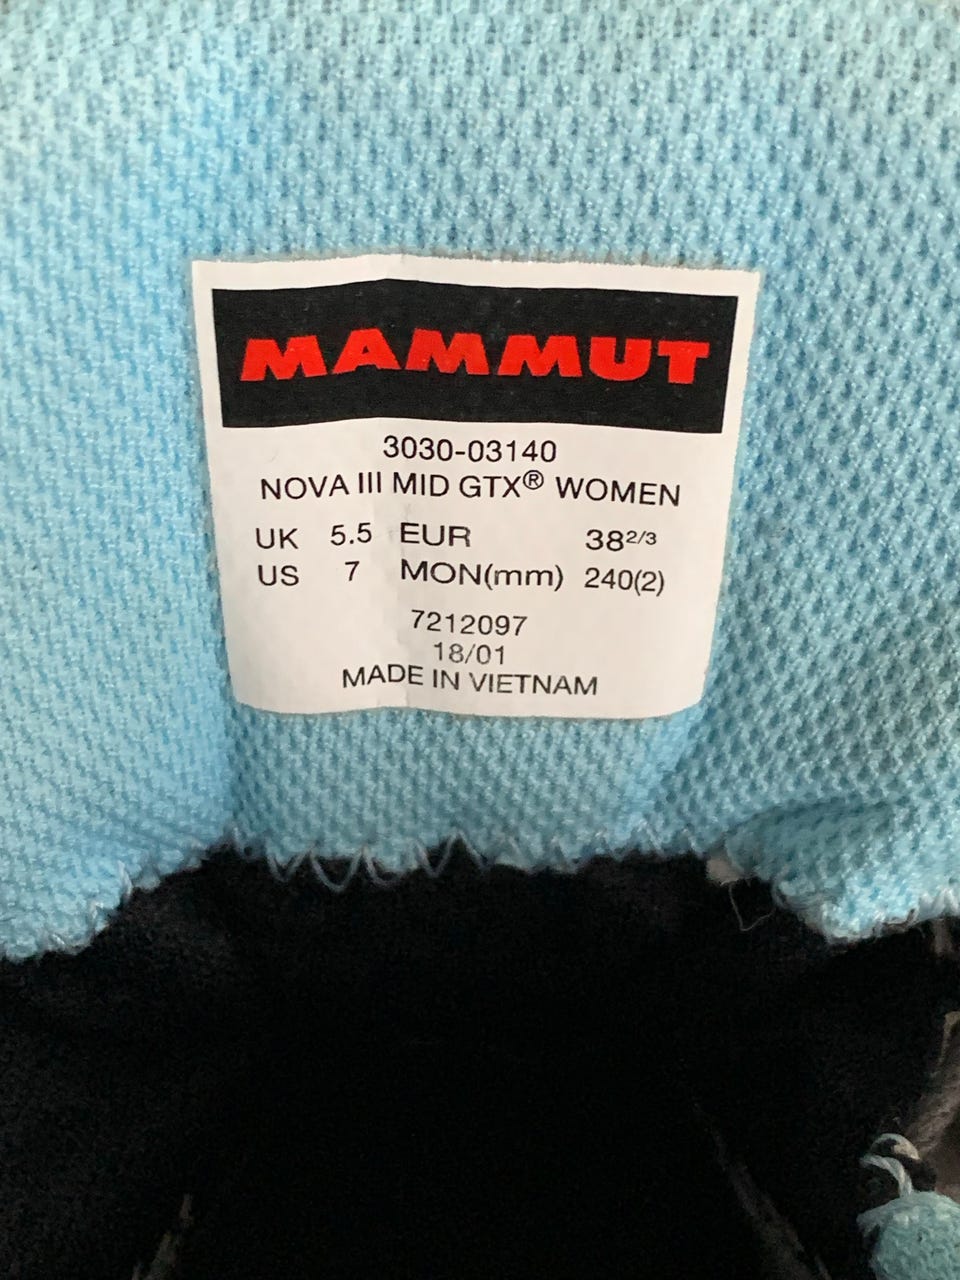 MAMMUT
3030-03140
NOVA III MID GTX® WOMEN
UK 5.5 EUR 38 2/3
US 7 MON(mm) 240(2)
7212097
18/01
MADE IN VIETNAM